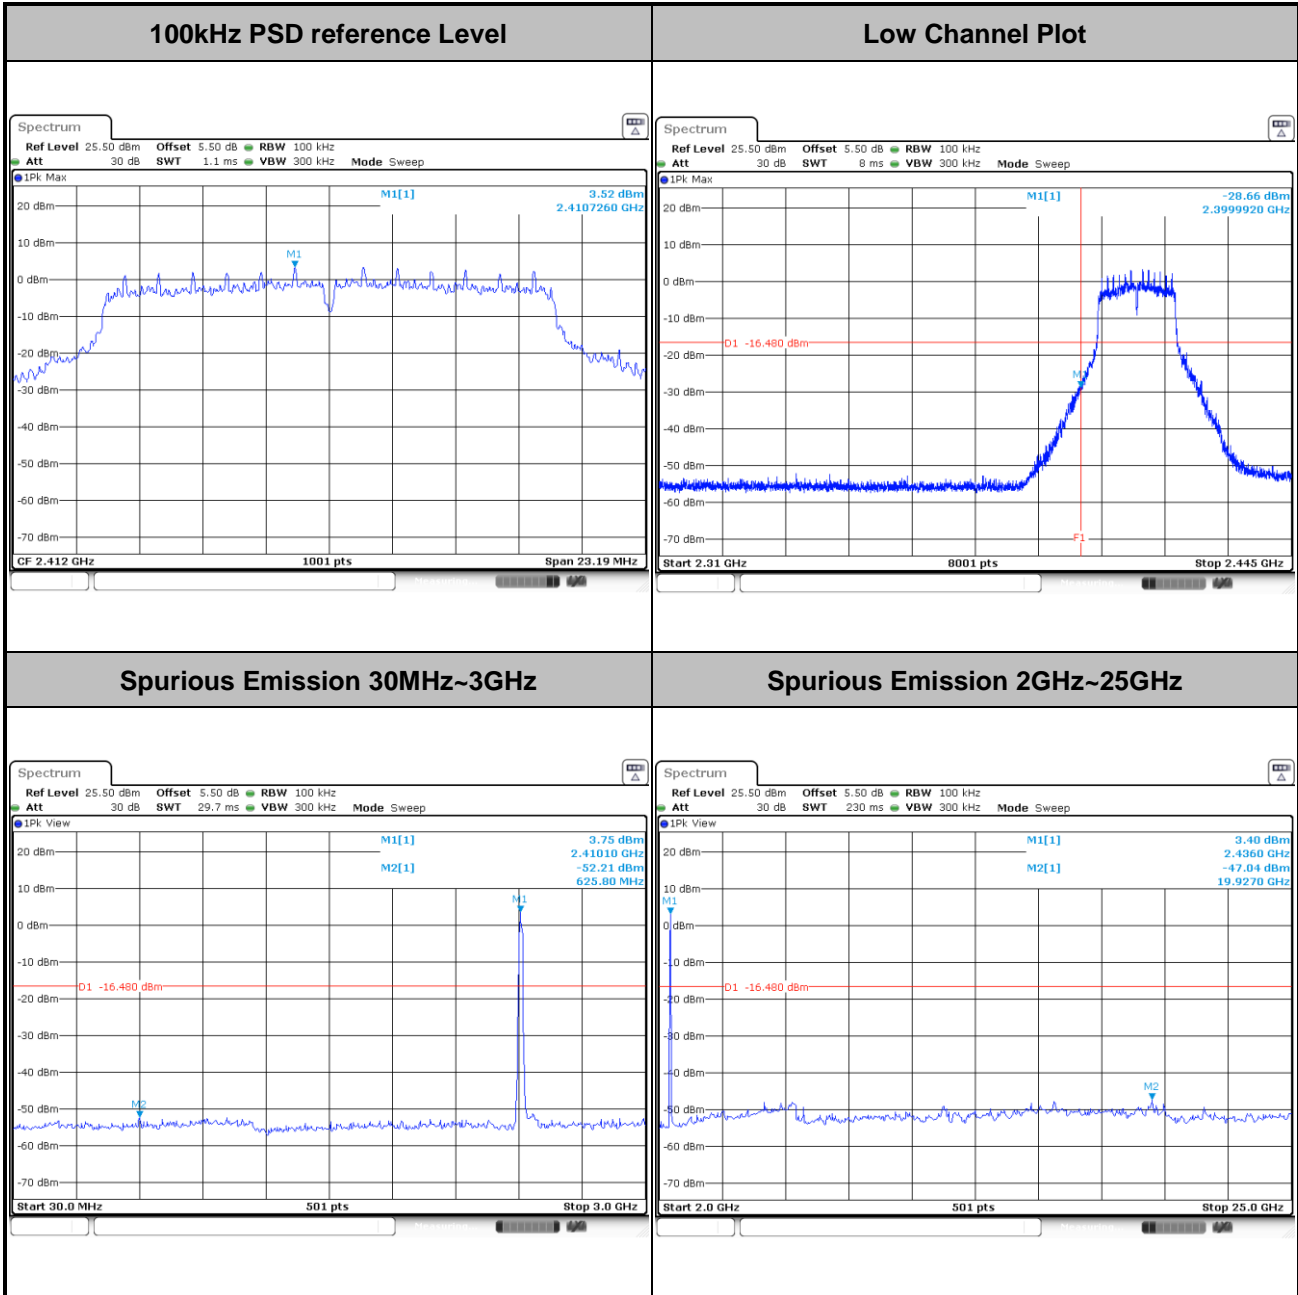 100kHz PSD reference Level
Low Channel Plot
Spectrum
Ref Level 25.50 dBm Offset 5.50 dB RBW 100 kHz
Att 30 dB SWT 1.1 ms VBW 300 kHz Mode Sweep
1Pk Max
M1[1] 3.52 dBm
2.4107260 GHz
20 dBm
10 dBm
M1
0 dBm
-10 dBm
-20 dBm
-30 dBm
-40 dBm
-50 dBm
-60 dBm
-70 dBm
CF 2.412 GHz 1001 pts Span 23.19 MHz
Measuring...
Spectrum
Ref Level 25.50 dBm Offset 5.50 dB RBW 100 kHz
Att 30 dB SWT 8 ms VBW 300 kHz Mode Sweep
1Pk Max
M1[1] -28.66 dBm
2.3999920 GHz
20 dBm
10 dBm
0 dBm
-10 dBm
D1 -16.480 dBm
-20 dBm
M1
-30 dBm
-40 dBm
-50 dBm
-60 dBm
-70 dBm
F1
Start 2.31 GHz 8001 pts Stop 2.445 GHz
Measuring...
Spurious Emission 30MHz~3GHz
Spurious Emission 2GHz~25GHz
Spectrum
Ref Level 25.50 dBm Offset 5.50 dB RBW 100 kHz
Att 30 dB SWT 29.7 ms VBW 300 kHz Mode Sweep
1Pk View
M1[1] 3.75 dBm
2.41010 GHz
M2[1] -52.21 dBm
625.80 MHz
20 dBm
10 dBm
M1
0 dBm
-10 dBm
D1 -16.480 dBm
-20 dBm
-30 dBm
-40 dBm
M2
-50 dBm
-60 dBm
-70 dBm
Start 30.0 MHz 501 pts Stop 3.0 GHz
Measuring...
Spectrum
Ref Level 25.50 dBm Offset 5.50 dB RBW 100 kHz
Att 30 dB SWT 230 ms VBW 300 kHz Mode Sweep
1Pk View
M1[1] 3.40 dBm
2.4360 GHz
M2[1] -47.04 dBm
19.9270 GHz
20 dBm
10 dBm
M1
0 dBm
-10 dBm
D1 -16.480 dBm
-20 dBm
-30 dBm
-40 dBm
M2
-50 dBm
-60 dBm
-70 dBm
Start 2.0 GHz 501 pts Stop 25.0 GHz
Measuring...